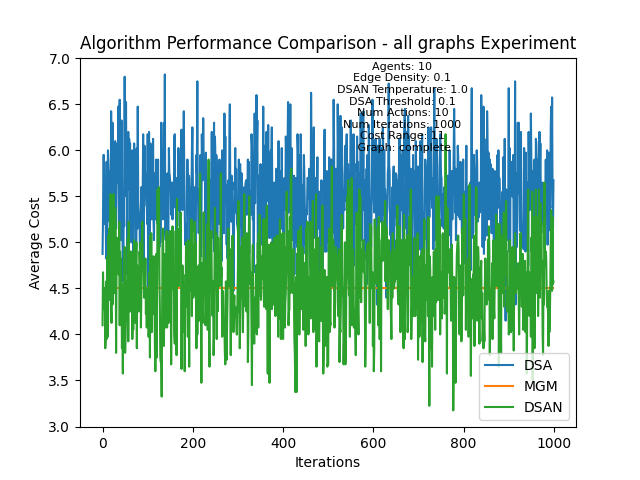 Algorithm Performance Comparison - all graphs Experiment
Agents: 10
Edge Density: 0.1
DSAN Temperature: 1.0
DSA Threshold: 0.1
Num Actions: 10
Num Iterations: 1000
Cost Range: 11
Graph: complete
Average Cost
7.0
6.5
6.0
5.5
5.0
4.5
4.0
3.5
3.0
DSA
MGM
DSAN
0 200 400 600 800 1000
Iterations